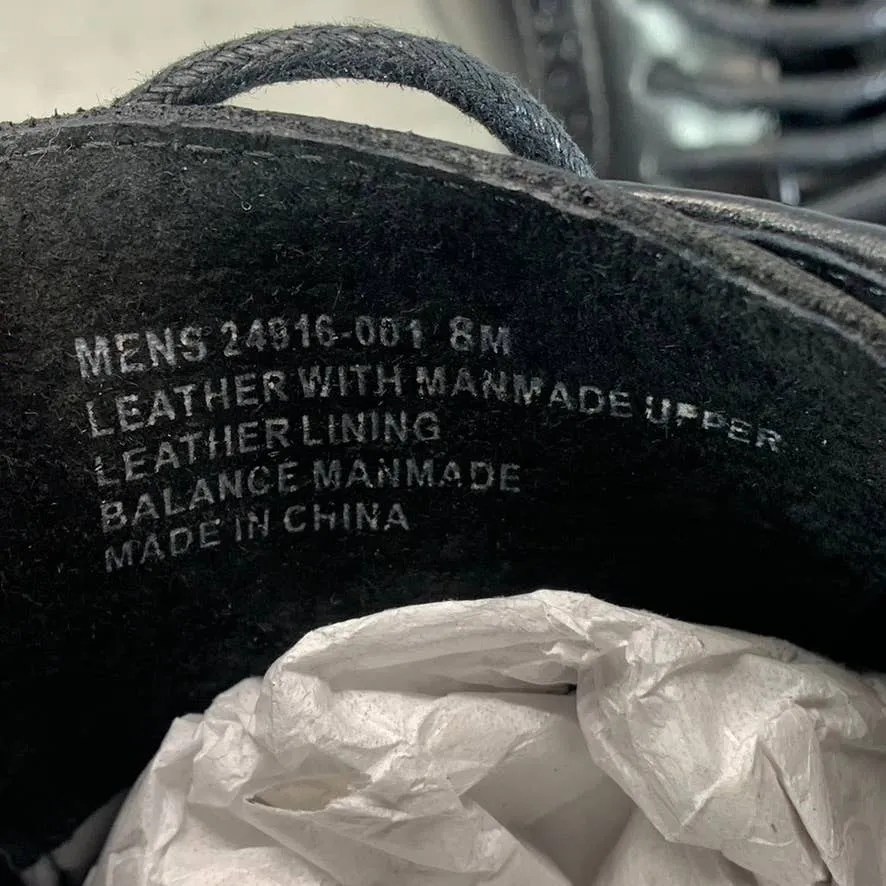 MENS 24916-001 8M
LEATHER WITH MANMADE UPPER
LEATHER LINING
BALANCE MANMADE
MADE IN CHINA